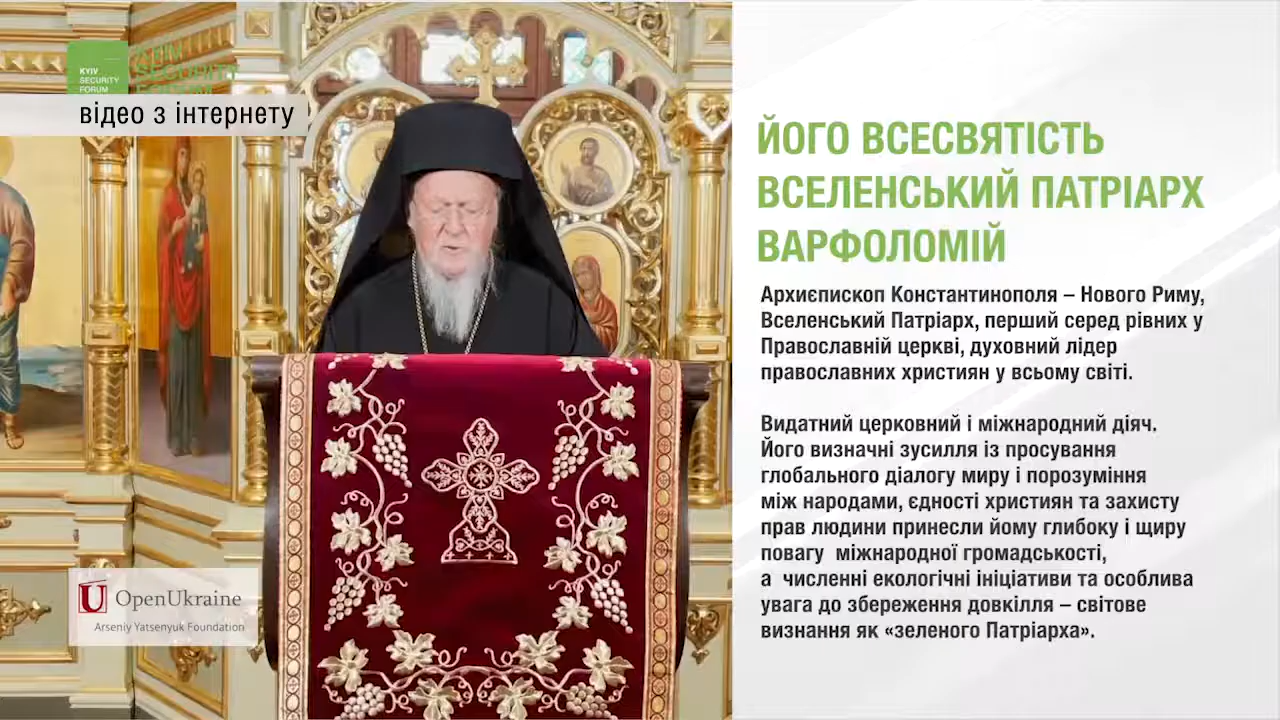 KYIV
SECURITY
FORUM
відео з інтернету
ЙОГО ВСЕСВЯТІСТЬ
ВСЕЛЕНСЬКИЙ ПАТРІАРХ
ВАРФОЛОМІЙ
Архиєпископ Константинополя – Нового Риму,
Вселенський Патріарх, перший серед рівних у
Православній церкві, духовний лідер
православних християн у всьому світі.
Видатний церковний і міжнародний діяч.
Його визначні зусилля із просування
глобального діалогу миру і порозуміння
між народами, єдності християн та захисту
прав людини принесли йому глибоку і щиру
повагу міжнародної громадськості,
а численні екологічні ініціативи та особлива
увага до збереження довкілля – світове
визнання як «зеленого Патріарха».
OpenUkraine
Arseniy Yatsenyuk Foundation